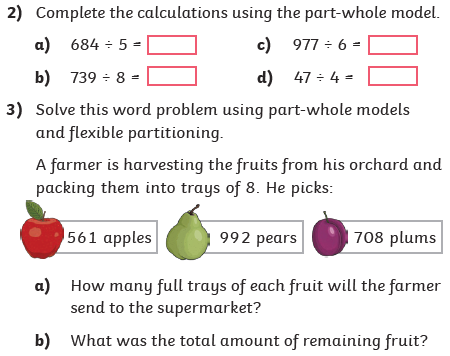 2) Complete the calculations using the part-whole model.
a) 684 ÷ 5 =
c) 977 ÷ 6 =
b) 739 ÷ 8 =
d) 47 ÷ 4 =
3) Solve this word problem using part-whole models
and flexible partitioning.
A farmer is harvesting the fruits from his orchard and
packing them into trays of 8. He picks:
561 apples
992 pears
708 plums
a) How many full trays of each fruit will the farmer
send to the supermarket?
b) What was the total amount of remaining fruit?